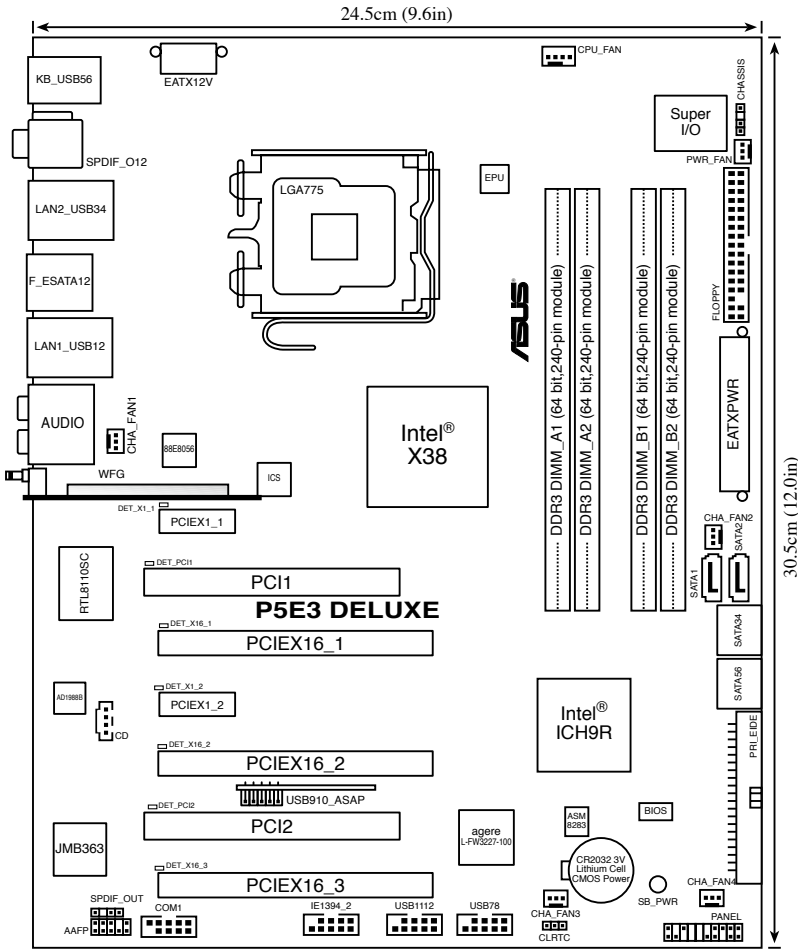 24.5cm (9.6in)
CPU_FAN
KB_USB56
EATX12V
CHASSIS
Super
I/O
SPDIF_O12
PWR_FAN
LGA775
EPU
LAN2_USB34
F_ESATA12
FLOPPY
ASUS
DDR3 DIMM_A1 (64 bit,240-pin module)
DDR3 DIMM_A2 (64 bit,240-pin module)
DDR3 DIMM_B1 (64 bit,240-pin module)
DDR3 DIMM_B2 (64 bit,240-pin module)
LAN1_USB12
EATXPWR
AUDIO
CHA_FAN1
Intel®
X38
88E8056
WFG
ICS
30.5cm (12.0in)
DET_X1_1
PCIEX1_1
CHA_FAN2
SATA2
SATA1
RTL8110SC
DET_PCI1
PCI1
P5E3 DELUXE
DET_X16_1
PCIEX16_1
SATA34
AD1988B
DET_X1_2
PCIEX1_2
SATA56
CD
Intel®
ICH9R
PRI_EIDE
DET_X16_2
PCIEX16_2
USB910_ASAP
DET_PCI2
PCI2
agere
L-FW3227-100
ASM
8283
BIOS
JMB363
CR2032 3V
Lithium Cell
CMOS Power
DET_X16_3
PCIEX16_3
SB_PWR
CHA_FAN4
SPDIF_OUT
AAFP
COM1
IE1394_2
USB1112
USB78
CHA_FAN3
CLRTC
PANEL